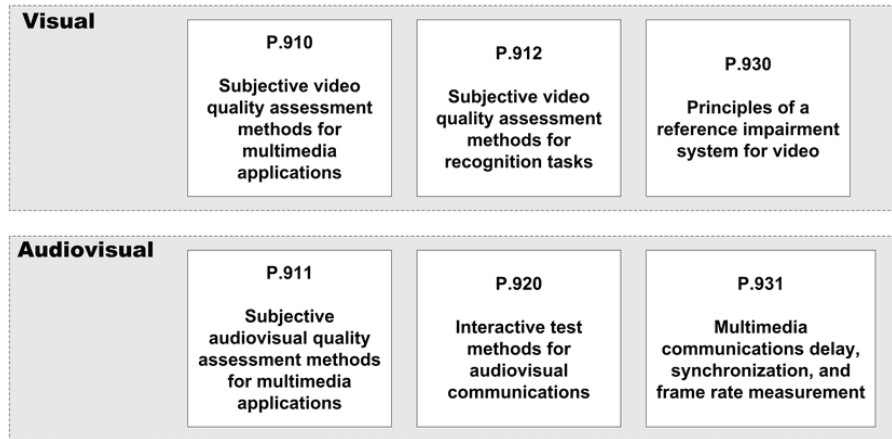 Visual
P.910
Subjective video
quality assessment
methods for
multimedia
applications
P.912
Subjective video
quality assessment
methods for
recognition tasks
P.930
Principles of a
reference impairment
system for video
Audiovisual
P.911
Subjective
audiovisual quality
assessment methods
for multimedia
applications
P.920
Interactive test
methods for
audiovisual
communications
P.931
Multimedia
communications delay,
synchronization, and
frame rate measurement